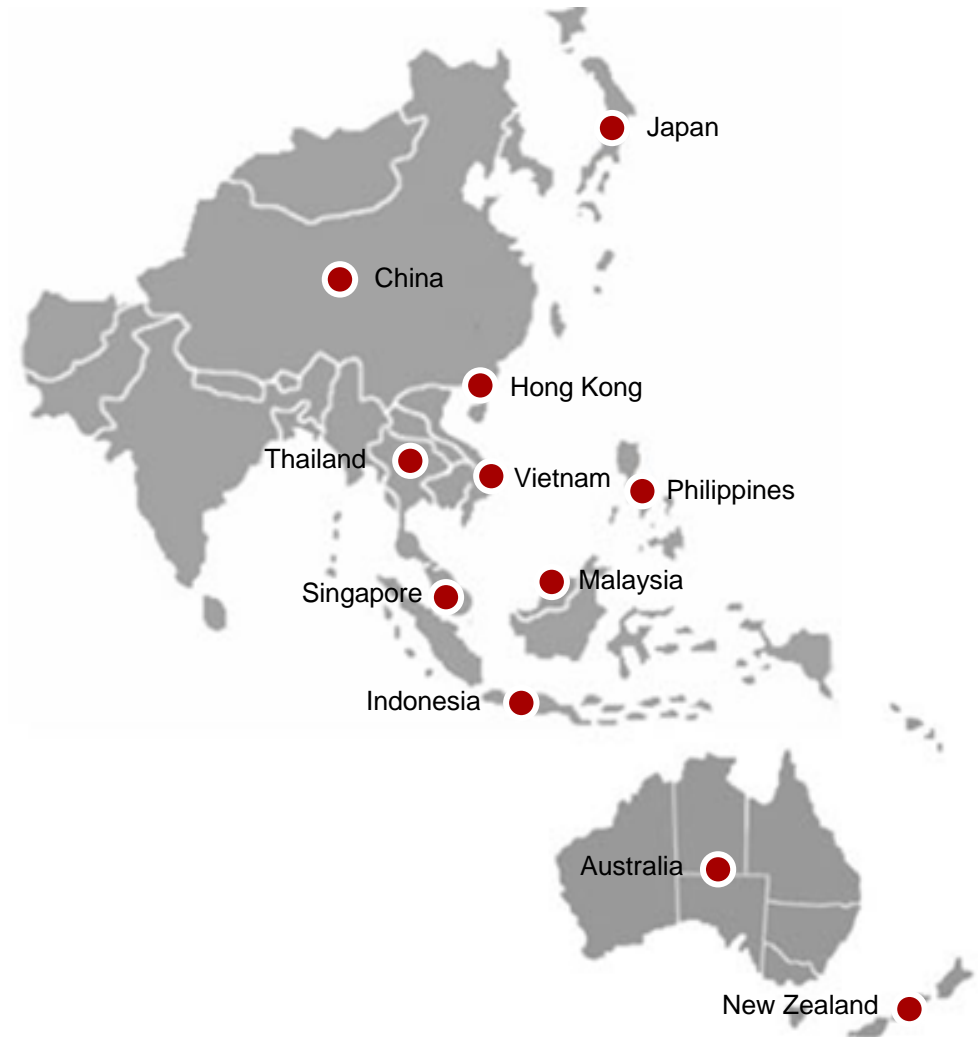 Japan
China
Hong Kong
Thailand
Vietnam
Philippines
Malaysia
Singapore
Indonesia
Australia
New Zealand